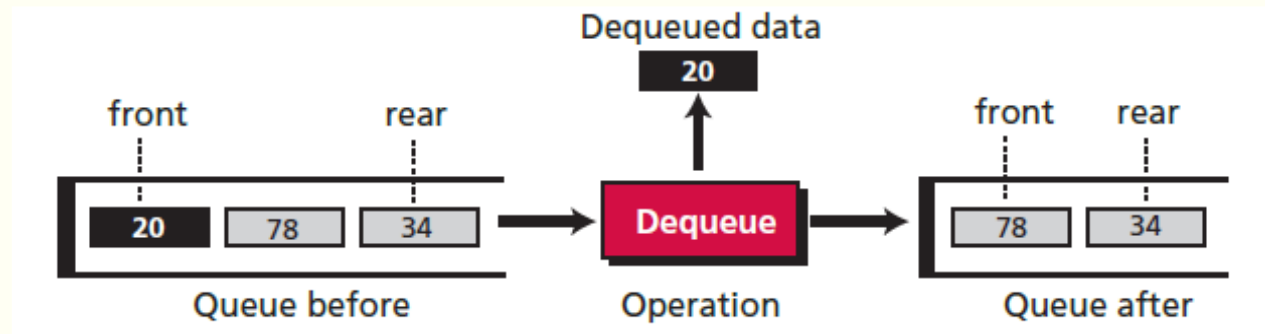 Dequeued data
20
front rear front rear
20 78 34 Dequeue 78 34
Queue before Operation Queue after